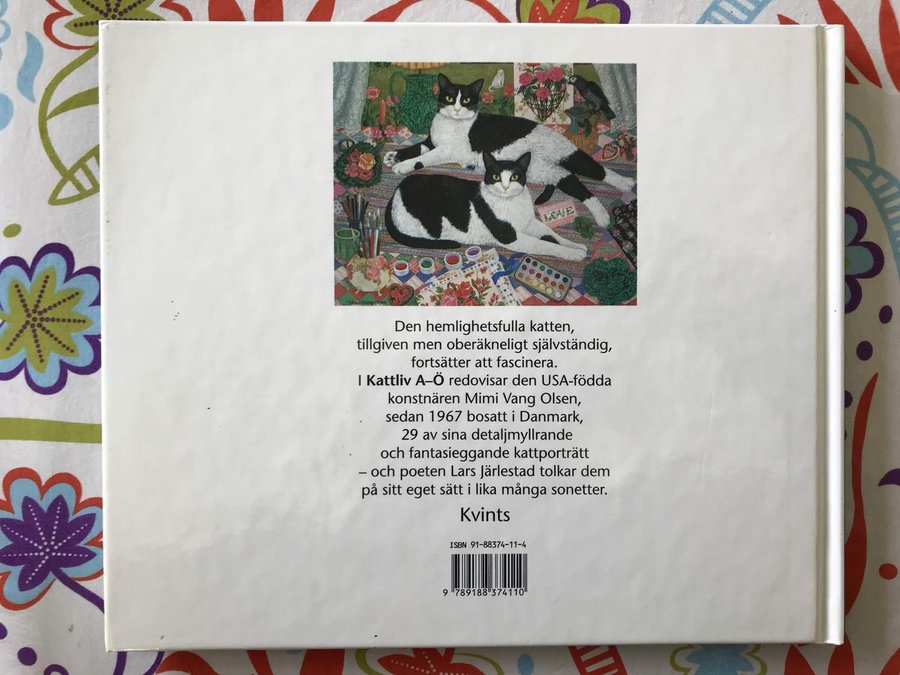 LOVE
Den hemlighetsfulla katten,
tillgiven men oberäkneligt självständig,
fortsätter att fascinera.
I Kattliv A–Ö redovisar den USA-födda
konstnären Mimi Vang Olsen,
sedan 1967 bosatt i Danmark,
29 av sina detaljmyllrande
och fantasieggande kattporträtt
– och poeten Lars Järlestad tolkar dem
på sitt eget sätt i lika många sonetter.
Kvints
ISBN 91-88374-11-4
9 789188 374110